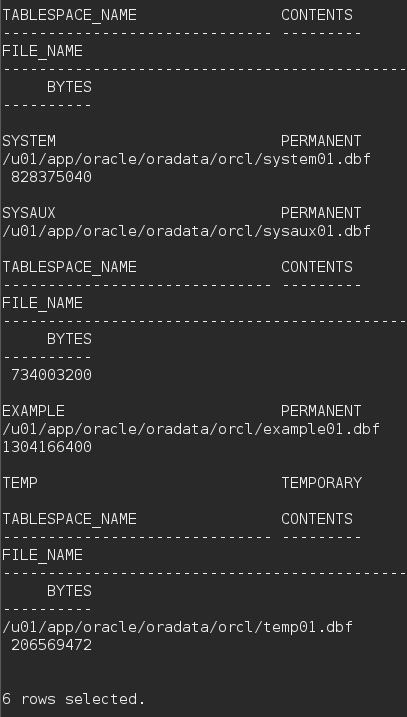 TABLESPACE_NAME                CONTENTS
------------------------------ ---------
FILE_NAME
---------------------------------------------
     BYTES
----------
SYSTEM                         PERMANENT
/u01/app/oracle/oradata/orcl/system01.dbf
 828375040
SYSAUX                         PERMANENT
/u01/app/oracle/oradata/orcl/sysaux01.dbf
TABLESPACE_NAME                CONTENTS
------------------------------ ---------
FILE_NAME
---------------------------------------------
     BYTES
----------
 734003200
EXAMPLE                        PERMANENT
/u01/app/oracle/oradata/orcl/example01.dbf
1304166400
TEMP                           TEMPORARY
TABLESPACE_NAME                CONTENTS
------------------------------ ---------
FILE_NAME
---------------------------------------------
     BYTES
----------
/u01/app/oracle/oradata/orcl/temp01.dbf
 206569472
6 rows selected.